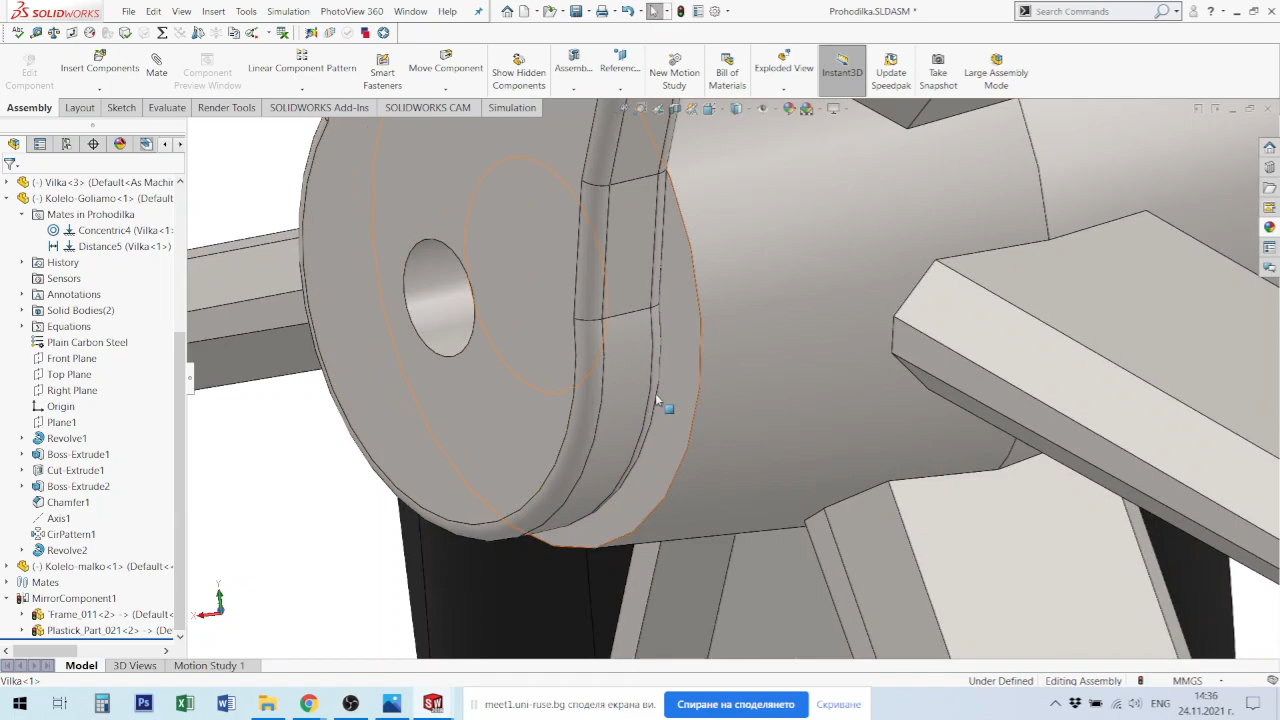 SOLIDWORKS
File
Edit
View
Insert
Tools
Simulation
PhotoView 360
Window
Help
Prohodilka.SLDASM *
Search Commands
Edit
Component
Insert Components
Mate
Component
Preview Window
Linear Component Pattern
Smart
Fasteners
Move Component
Show Hidden
Components
Assemb...
Referenc...
New Motion
Study
Bill of
Materials
Exploded View
Instant3D
Update
Speedpak
Take
Snapshot
Large Assembly
Mode
Assembly
Layout
Sketch
Evaluate
Render Tools
SOLIDWORKS Add-Ins
SOLIDWORKS CAM
Simulation
(-) Vilka<3> (Default<As Machin
(-) Kolelo-Goliamo<1> (Default<
Mates in Prohodilka
Concentric4 (Vilka<1>
Distance5 (Vilka<1>)
History
Sensors
Annotations
Solid Bodies(2)
Equations
Plain Carbon Steel
Front Plane
Top Plane
Right Plane
Origin
Plane1
Revolve1
Boss-Extrude1
Cut-Extrude1
Boss-Extrude2
Chamfer1
Axis1
CirPattern1
Revolve2
(-) Kolelo-malko<1> (Default<
Mates
MirrorComponent1
Frame_011<2> -> (Default
Plastick_Part_021<2> -> (De
Y
X
Model
3D Views
Motion Study 1
Vilka<1>
Under Defined
Editing Assembly
MMGS
meet1.uni-ruse.bg споделя екрана ви.
Спиране на споделянето
Скриване
ENG
14:36
24.11.2021 г.